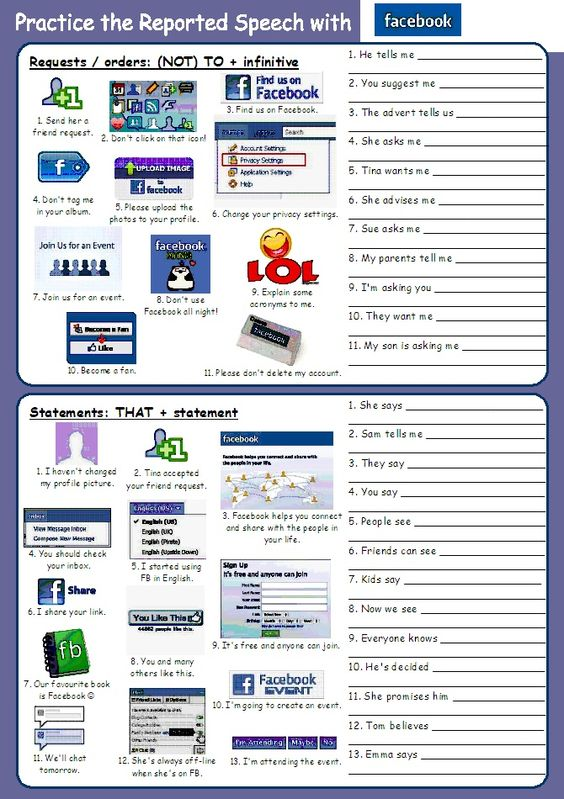 Practice the Reported Speech with facebook
Requests / orders: (NOT) TO + infinitive
+1
1. Send her a
friend request.
2. Don't click on that icon!
Find us on
Facebook
3. Find us on Facebook.
4. Don't tag me
in your album.
UPLOAD IMAGE
to
facebook
5. Please upload the
photos to your profile.
Search
Account Settings
Privacy Settings
Application Settings
Help
6. Change your privacy settings.
Join Us for an Event
7. Join us for an event.
facebook
8. Don't use
Facebook all night!
LOL
9. Explain some
acronyms to me.
Become a Fan
Like
10. Become a fan.
facebook
11. Please don't delete my account.
1. He tells me
2. You suggest me
3. The advert tells us
4. She asks me
5. Tina wants me
6. She advises me
7. Sue asks me
8. My parents tell me
9. I'm asking you
10. They want me
11. My son is asking me
Statements: THAT + statement
1. I haven't changed
my profile picture.
+1
2. Tina accepted
your friend request.
facebook
Facebook helps you connect and share with
the people in your life.
3. Facebook helps you connect
and share with the people in
your life.
Inbox
View Message Inbox
Compose New Message
4. You should check
your inbox.
English (US)
English (US)
English (UK)
English (Pirate)
English (Upside Down)
5. I started using
FB in English.
Share
6. I share your link.
fb
7. Our favourite book
is Facebook ☺
You Like This
people like this.
8. You and many
others like this.
Sign Up
It's free and anyone can join
9. It's free and anyone can join.
Facebook
EVENT
10. I'm going to create an event.
11. We'll chat
tomorrow.
Friend Lists
Options
12. She's always off-line
when she's on FB.
I'm Attending
Maybe
No
13. I'm attending the event.
1. She says
2. Sam tells me
3. They say
4. You say
5. People see
6. Friends can see
7. Kids say
8. Now we see
9. Everyone knows
10. He's decided
11. She promises him
12. Tom believes
13. Emma says